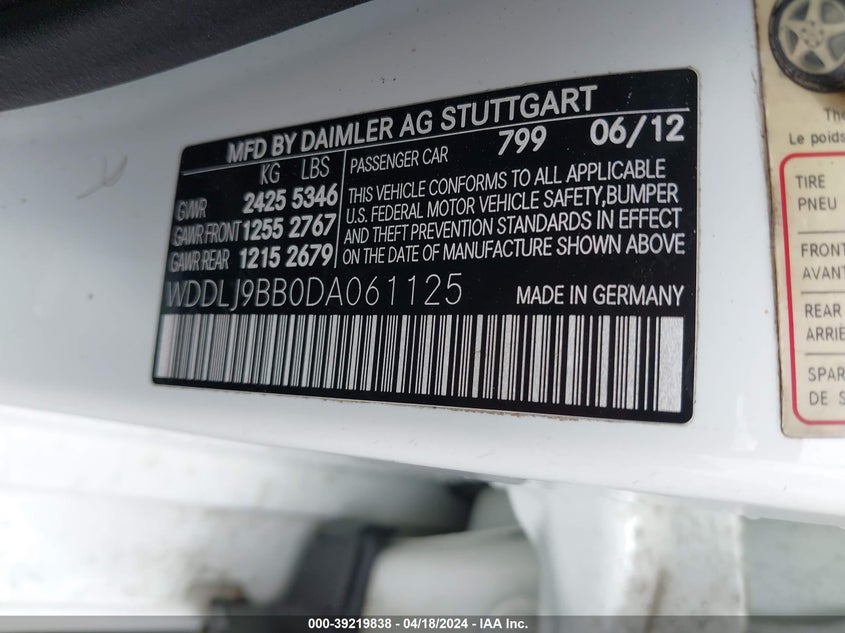 MFD BY DAIMLER AG STUTTGART
KG LBS
GVWR 2425 5346
GAWR FRONT 1255 2767
GAWR REAR 1215 2679
PASSENGER CAR 799 06/12
THIS VEHICLE CONFORMS TO ALL APPLICABLE
U.S. FEDERAL MOTOR VEHICLE SAFETY,BUMPER
AND THEFT PREVENTION STANDARDS IN EFFECT
ON THE DATE OF MANUFACTURE SHOWN ABOVE
WDDLJ9BB0DA061125 MADE IN GERMANY
The
Le poids
TIRE
PNEU
FRONT
AVANT
REAR
ARRIE
SPAR
DE S
000-39219838 - 04/18/2024 - IAA Inc.